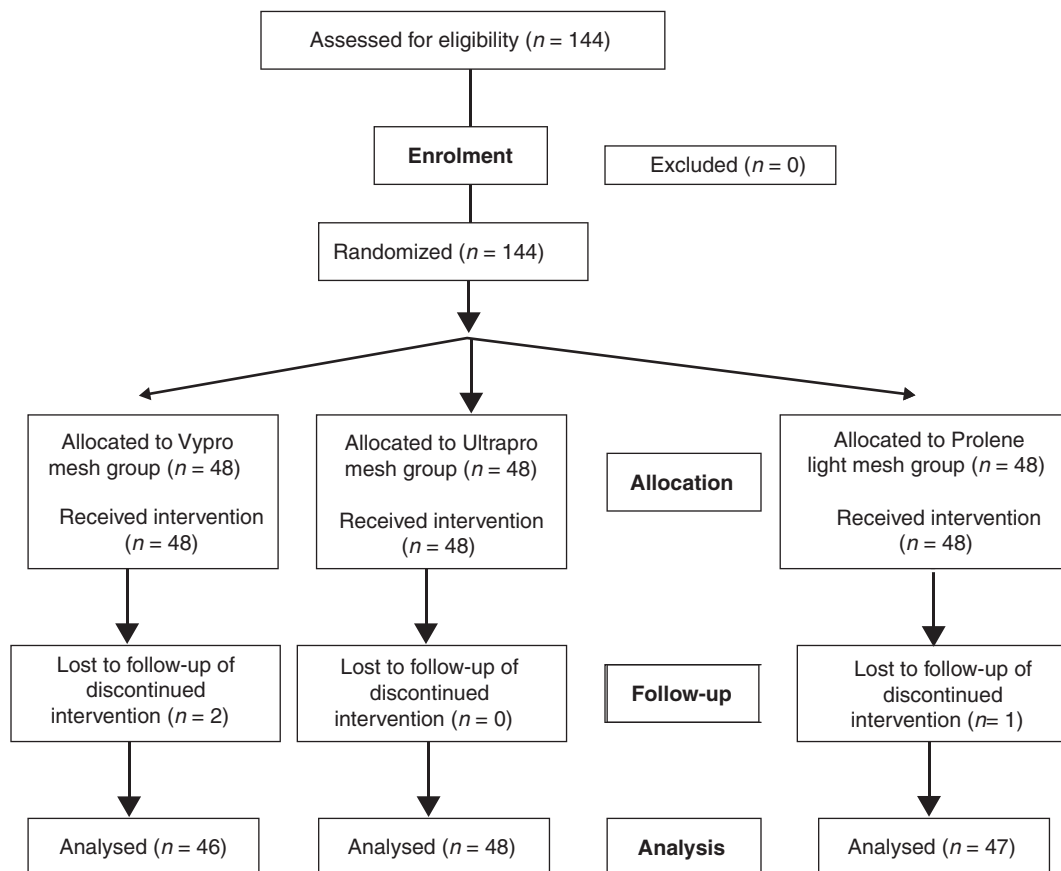 Assessed for eligibility (n = 144)
Enrolment
Excluded (n = 0)
Randomized (n = 144)
Allocated to Vypro
mesh group (n = 48)
Received intervention
(n = 48)
Allocated to Ultrapro
mesh group (n = 48)
Received intervention
(n = 48)
Allocation
Allocated to Prolene
light mesh group (n = 48)
Received intervention
(n = 48)
Lost to follow-up of
discontinued
intervention (n = 2)
Lost to follow-up of
discontinued
intervention (n = 0)
Follow-up
Lost to follow-up of
discontinued
intervention (n= 1)
Analysed (n = 46)
Analysed (n = 48)
Analysis
Analysed (n = 47)